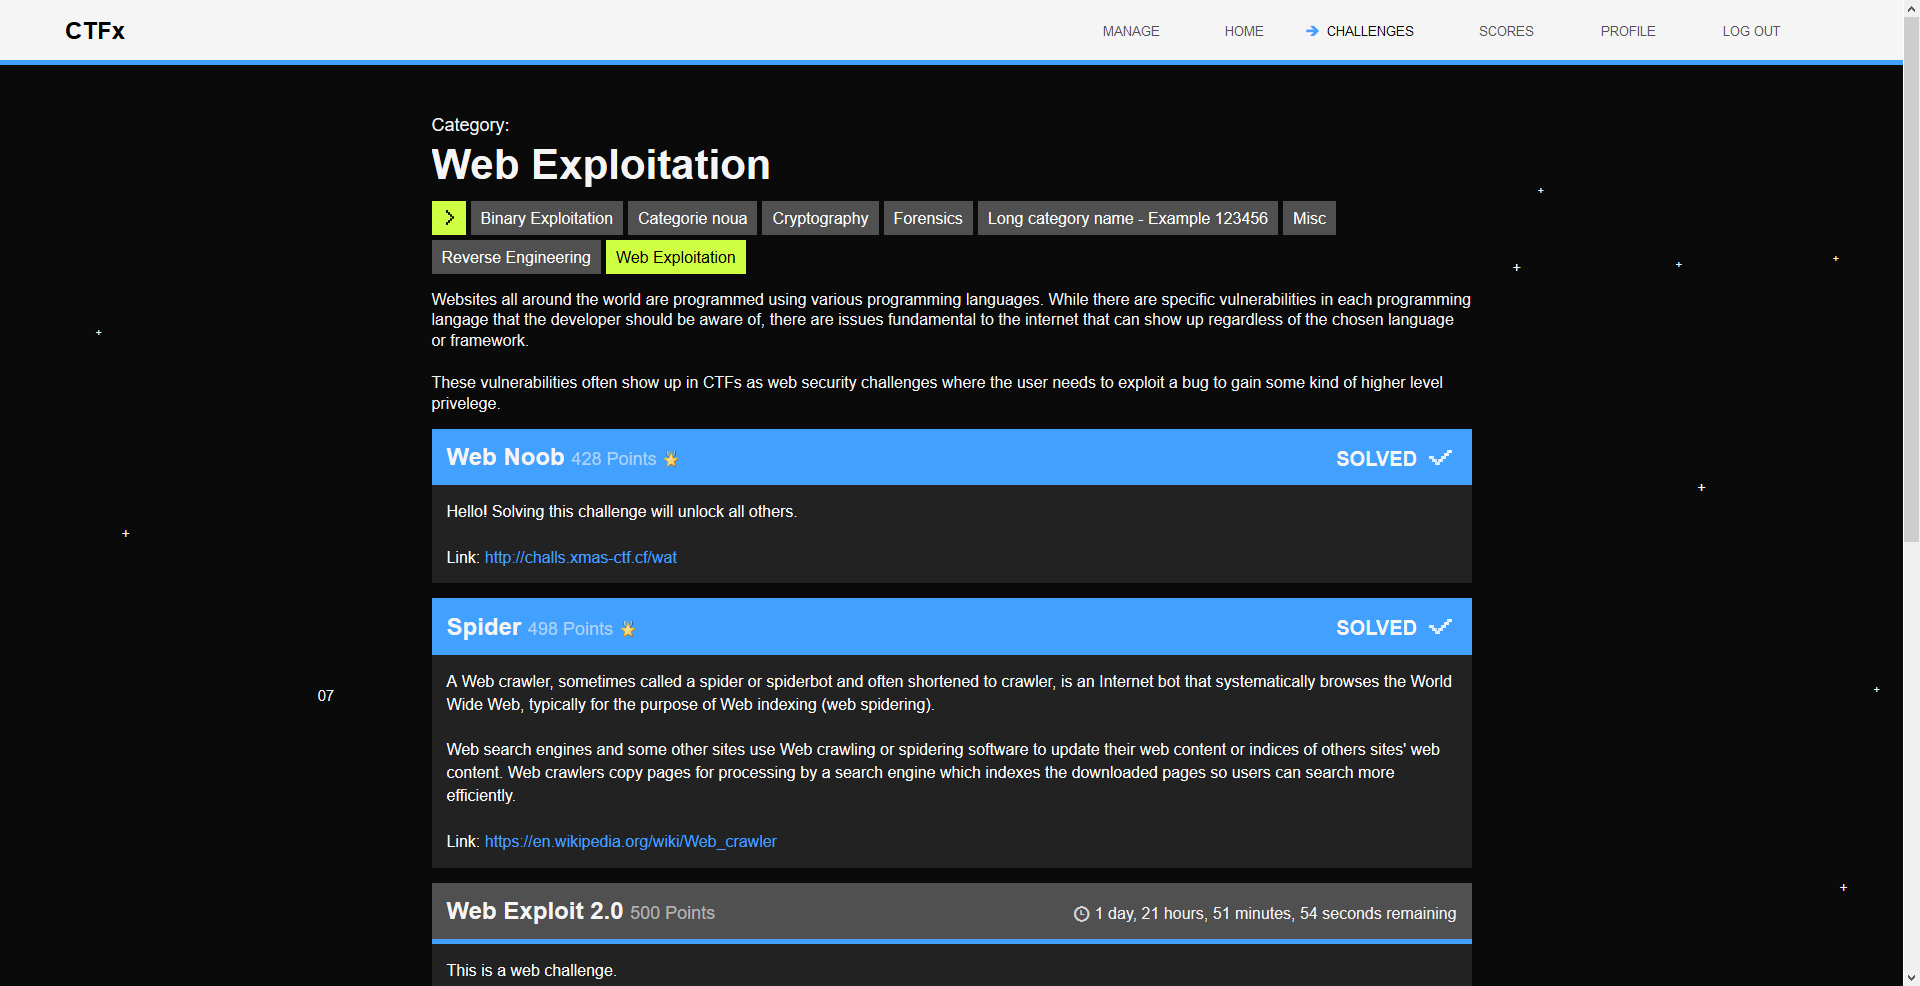 CTFx
MANAGE
HOME
CHALLENGES
SCORES
PROFILE
LOG OUT
Category:
Web Exploitation
Binary Exploitation
Categorie noua
Cryptography
Forensics
Long category name - Example 123456
Misc
Reverse Engineering
Web Exploitation
Websites all around the world are programmed using various programming languages. While there are specific vulnerabilities in each programming
langage that the developer should be aware of, there are issues fundamental to the internet that can show up regardless of the chosen language
or framework.
These vulnerabilities often show up in CTFs as web security challenges where the user needs to exploit a bug to gain some kind of higher level
privelege.
Web Noob 428 Points
SOLVED
Hello! Solving this challenge will unlock all others.
Link: http://challs.xmas-ctf.cf/wat
Spider 498 Points
SOLVED
A Web crawler, sometimes called a spider or spiderbot and often shortened to crawler, is an Internet bot that systematically browses the World
Wide Web, typically for the purpose of Web indexing (web spidering).
07
Web search engines and some other sites use Web crawling or spidering software to update their web content or indices of others sites' web
content. Web crawlers copy pages for processing by a search engine which indexes the downloaded pages so users can search more
efficiently.
Link: https://en.wikipedia.org/wiki/Web_crawler
Web Exploit 2.0 500 Points
1 day, 21 hours, 51 minutes, 54 seconds remaining
This is a web challenge.